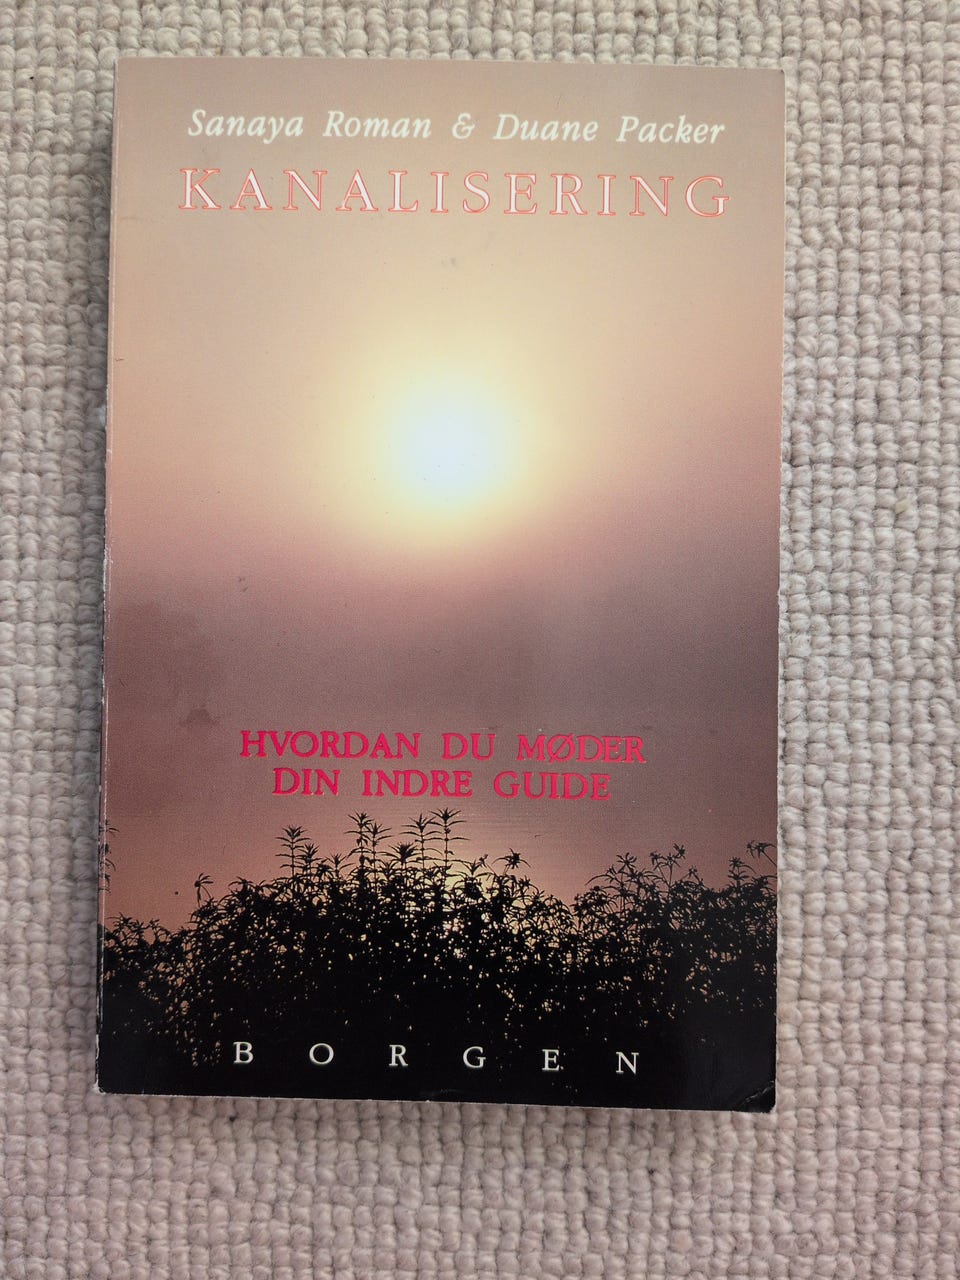 Sanaya Roman & Duane Packer
KANALISERING
HVORDAN DU MØDER
DIN INDRE GUIDE
BORGEN